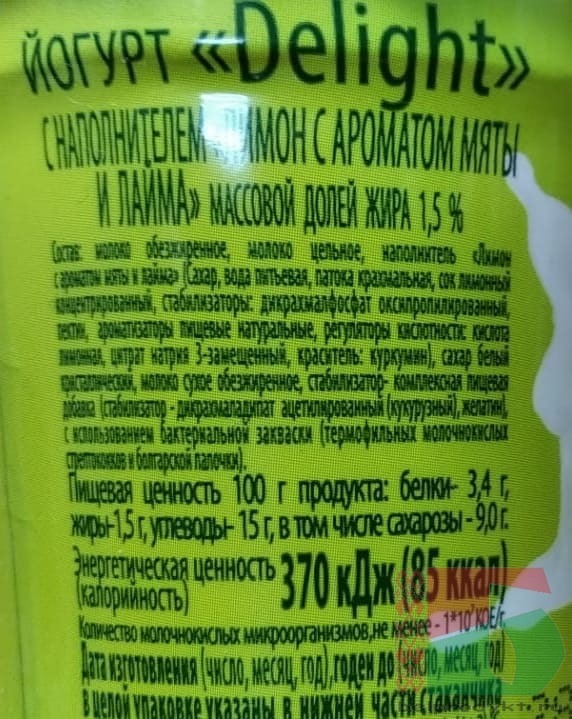 ЙОГУРТ «Delight»
С НАПОЛНИТЕЛЕМ «ЛИМОН С АРОМАТОМ МЯТЫ
И ЛАЙМА» МАССОВОЙ ДОЛЕЙ ЖИРА 1,5 %
Состав: молоко обезжиренное, молоко цельное, наполнитель «Лимон
с ароматом мяты и лайма» (Сахар, вода питьевая, патока крахмальная, сок лимонный
концентрированный, стабилизаторы: дикрахмалфосфат оксипропилированный,
пектин, ароматизаторы пищевые натуральные, регуляторы кислотности: кислота
лимонная, цитрат натрия 3-замещенный, краситель: куркумин), сахар белый
кристаллический, молоко сухое обезжиренное, стабилизатор- комплексная пищевая
добавка (стабилизатор - дикрахмаладипат ацетилированный (кукурузный), желатин),
с использованием бактериальной закваски (термофильных молочнокислых
стрептококков и болгарской палочки).
Пищевая ценность 100 г продукта: белки- 3,4 г,
жиры-1,5 г, углеводы- 15 г, в том числе сахарозы - 9,0 г.
Энергетическая ценность
(калорийность)
370 кДж (85 ккал)
Количество молочнокислых микроорганизмов, не менее - 1*10⁷ КОЕ/г.
Дата изготовления (число, месяц, год), годен до (число, месяц, год)
в целой упаковке указаны в нижней части стаканчика